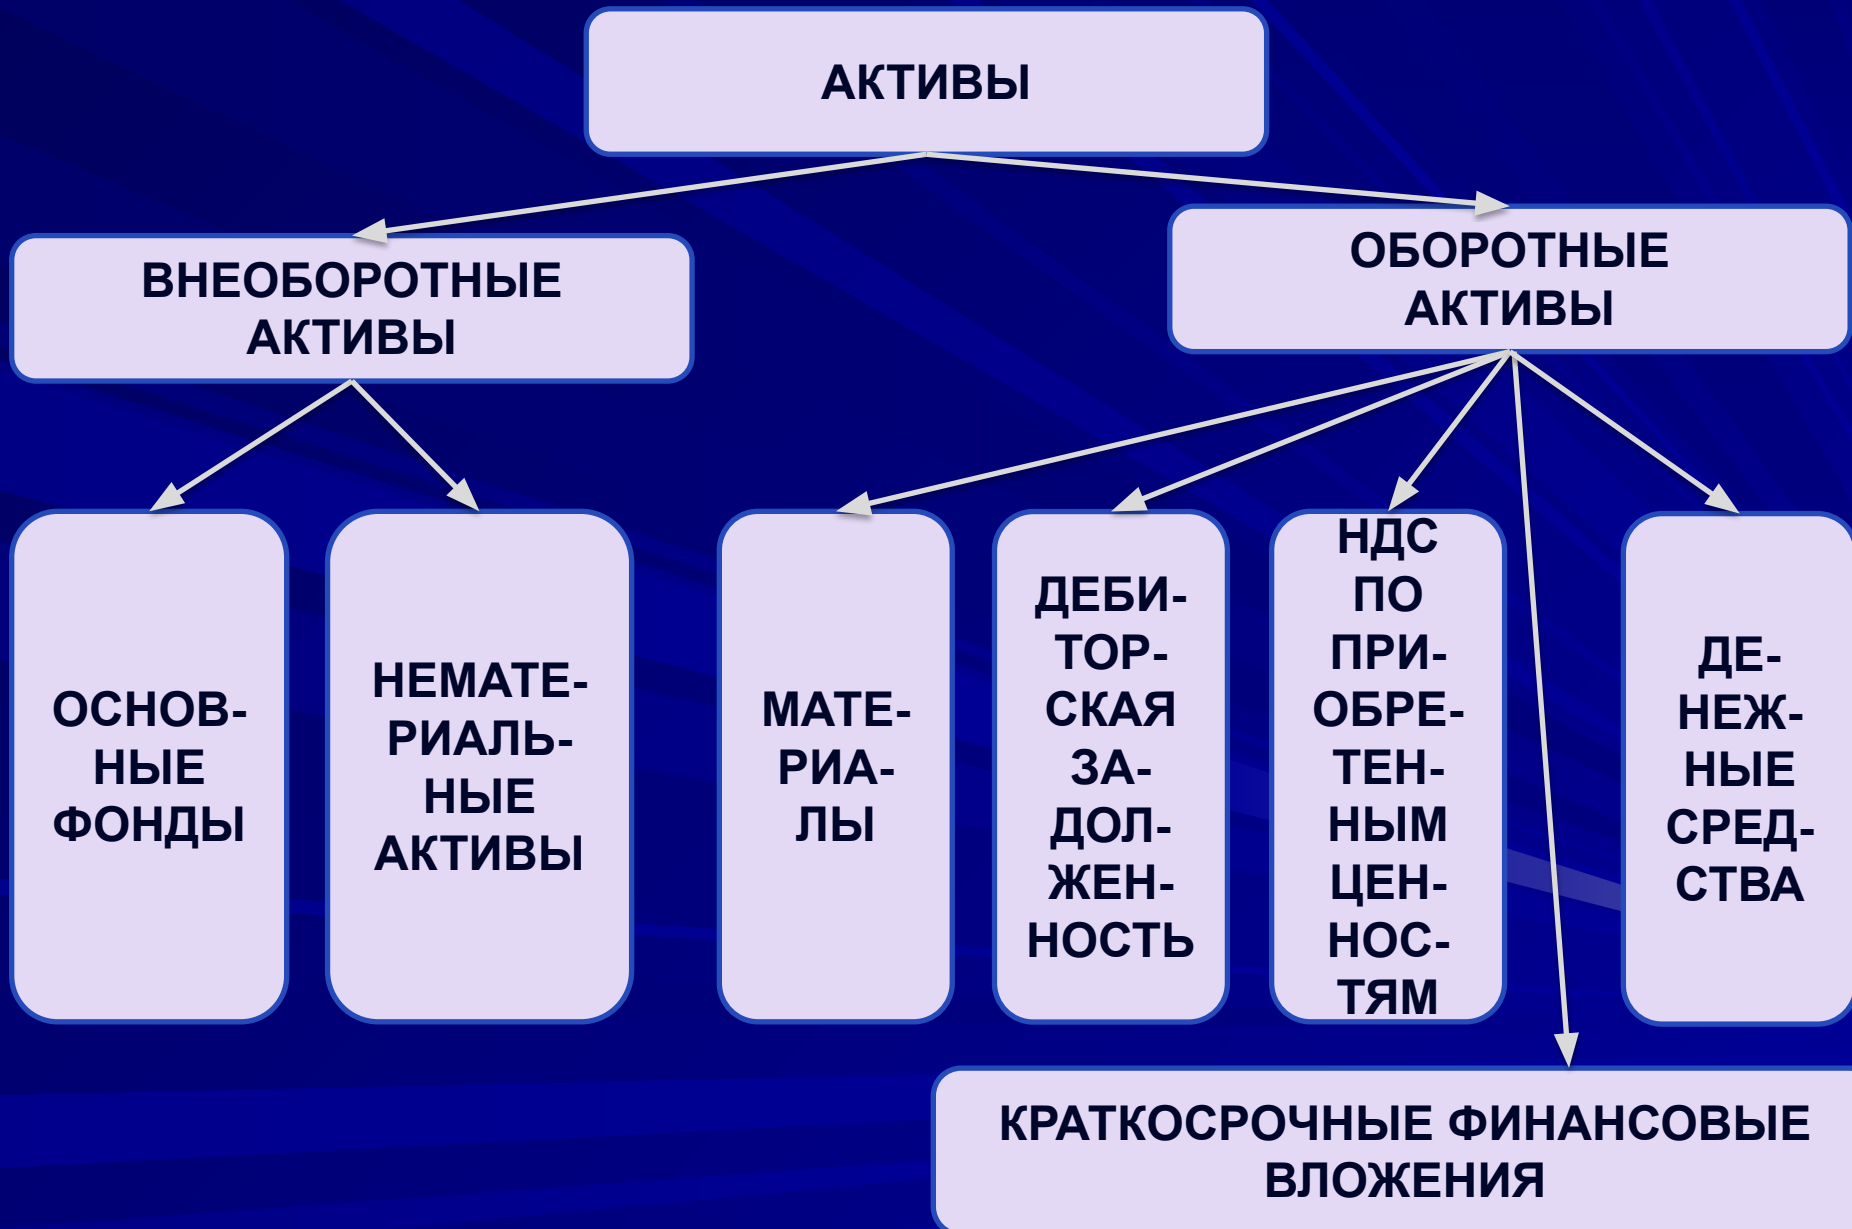 АКТИВЫ
ВНЕОБОРОТНЫЕ
АКТИВЫ
ОБОРОТНЫЕ
АКТИВЫ
ОСНОВ-
НЫЕ
ФОНДЫ
НЕМАТЕ-
РИАЛЬ-
НЫЕ
АКТИВЫ
МАТЕ-
РИА-
ЛЫ
ДЕБИ-
ТОР-
СКАЯ
ЗА-
ДОЛ-
ЖЕН-
НОСТЬ
НДС
ПО
ПРИ-
ОБРЕ-
ТЕН-
НЫМ
ЦЕН-
НОС-
ТЯМ
ДЕ-
НЕЖ-
НЫЕ
СРЕД-
СТВА
КРАТКОСРОЧНЫЕ ФИНАНСОВЫЕ
ВЛОЖЕНИЯ